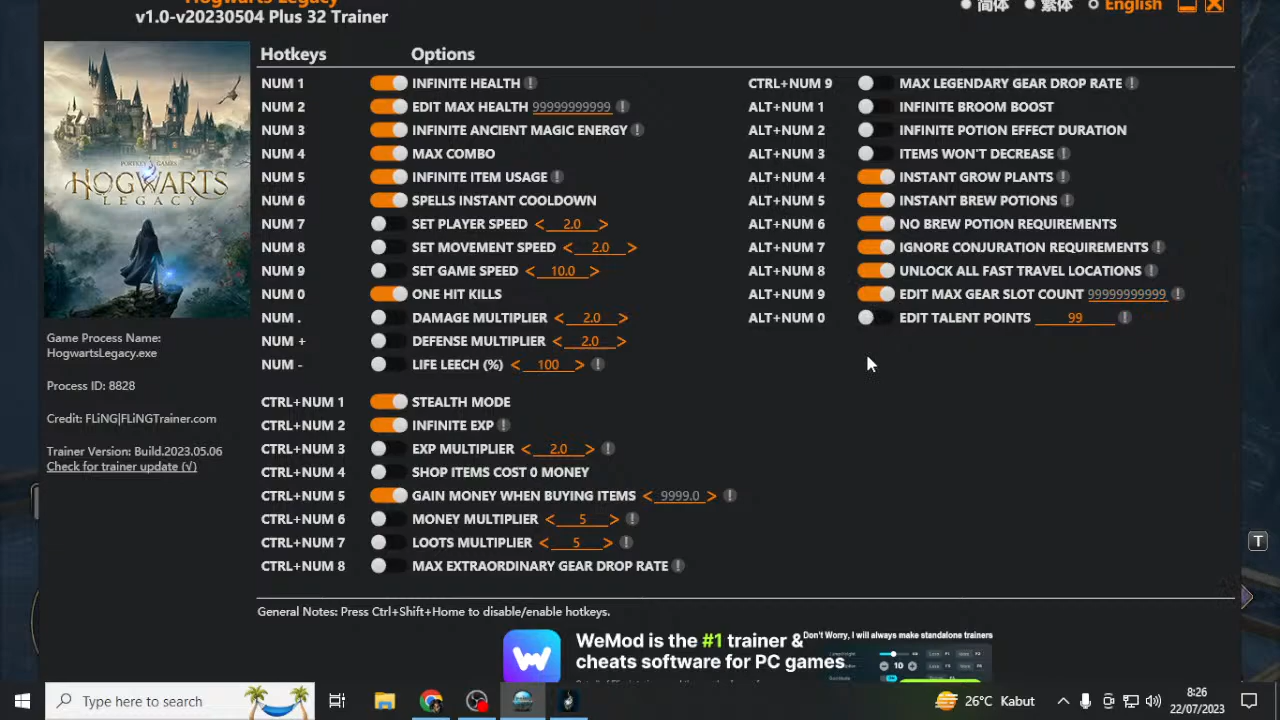 Hogwarts Legacy
v1.0-v20230504 Plus 32 Trainer
简体
繁体
English
PORTKEY GAMES
HOGWARTS
LEGACY
Game Process Name:
HogwartsLegacy.exe
Process ID: 8828
Credit: FLiNG|FLiNGTrainer.com
Trainer Version: Build.2023.05.06
Check for trainer update (√)
Hotkeys Options
NUM 1 INFINITE HEALTH !
NUM 2 EDIT MAX HEALTH 99999999999 !
NUM 3 INFINITE ANCIENT MAGIC ENERGY !
NUM 4 MAX COMBO
NUM 5 INFINITE ITEM USAGE !
NUM 6 SPELLS INSTANT COOLDOWN
NUM 7 SET PLAYER SPEED < 2.0 >
NUM 8 SET MOVEMENT SPEED < 2.0 >
NUM 9 SET GAME SPEED < 10.0 >
NUM 0 ONE HIT KILLS
NUM . DAMAGE MULTIPLIER < 2.0 >
NUM + DEFENSE MULTIPLIER < 2.0 >
NUM - LIFE LEECH (%) < 100 > !
CTRL+NUM 1 STEALTH MODE
CTRL+NUM 2 INFINITE EXP !
CTRL+NUM 3 EXP MULTIPLIER < 2.0 > !
CTRL+NUM 4 SHOP ITEMS COST 0 MONEY
CTRL+NUM 5 GAIN MONEY WHEN BUYING ITEMS < 9999.0 > !
CTRL+NUM 6 MONEY MULTIPLIER < 5 > !
CTRL+NUM 7 LOOTS MULTIPLIER < 5 > !
CTRL+NUM 8 MAX EXTRAORDINARY GEAR DROP RATE !
CTRL+NUM 9 MAX LEGENDARY GEAR DROP RATE !
ALT+NUM 1 INFINITE BROOM BOOST
ALT+NUM 2 INFINITE POTION EFFECT DURATION
ALT+NUM 3 ITEMS WON'T DECREASE !
ALT+NUM 4 INSTANT GROW PLANTS !
ALT+NUM 5 INSTANT BREW POTIONS !
ALT+NUM 6 NO BREW POTION REQUIREMENTS
ALT+NUM 7 IGNORE CONJURATION REQUIREMENTS !
ALT+NUM 8 UNLOCK ALL FAST TRAVEL LOCATIONS !
ALT+NUM 9 EDIT MAX GEAR SLOT COUNT 99999999999 !
ALT+NUM 0 EDIT TALENT POINTS 99 !
T
General Notes: Press Ctrl+Shift+Home to disable/enable hotkeys.
WeMod is the #1 trainer &
cheats software for PC games
Don't Worry, I will always make standalone trainers
10
Type here to search
26°C Kabut
8:26
22/07/2023